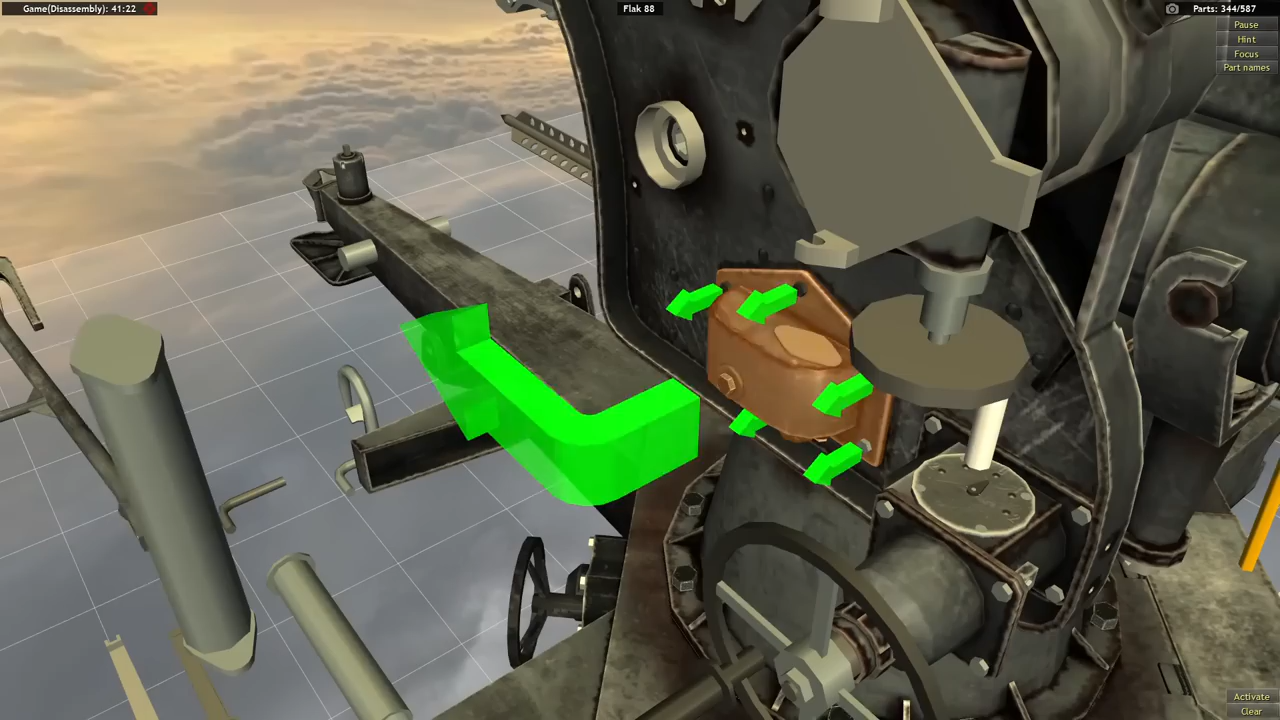 Game(Disassembly): 41:22
Flak 88
Parts: 344/587
Pause
Hint
Focus
Part names
Activate
Clear